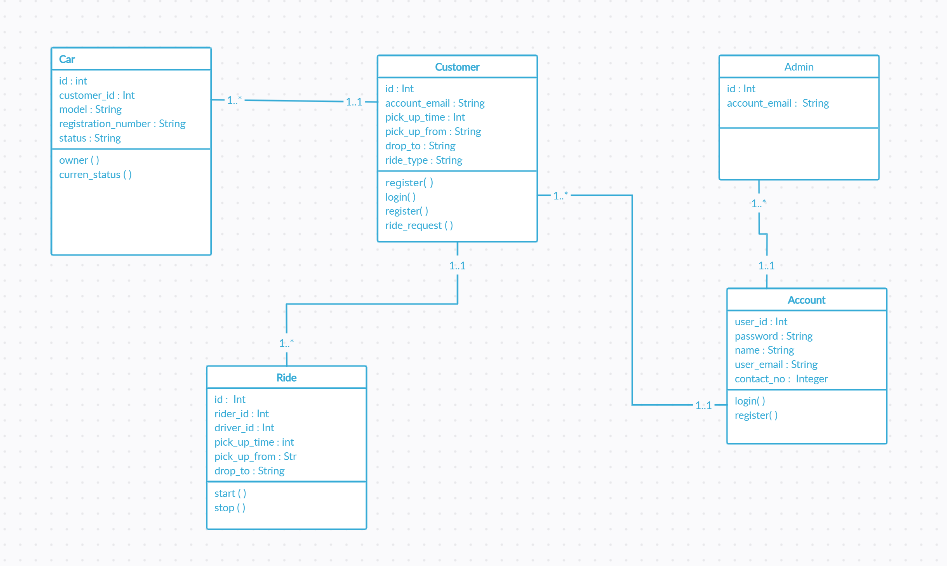 Car
id : int
customer_id : Int
model : String
registration_number : String
status : String
owner ( )
curren_status ( )
1..*
1..1
Customer
id : Int
account_email : String
pick_up_time : Int
pick_up_from : String
drop_to : String
ride_type : String
register( )
login( )
register( )
ride_request ( )
1..*
1..1
Admin
id : Int
account_email : String
1..*
1..1
Account
user_id : Int
password : String
name : String
user_email : String
contact_no : Integer
login( )
register( )
1..1
1..*
Ride
id : Int
rider_id : Int
driver_id : Int
pick_up_time : int
pick_up_from : Str
drop_to : String
start ( )
stop ( )